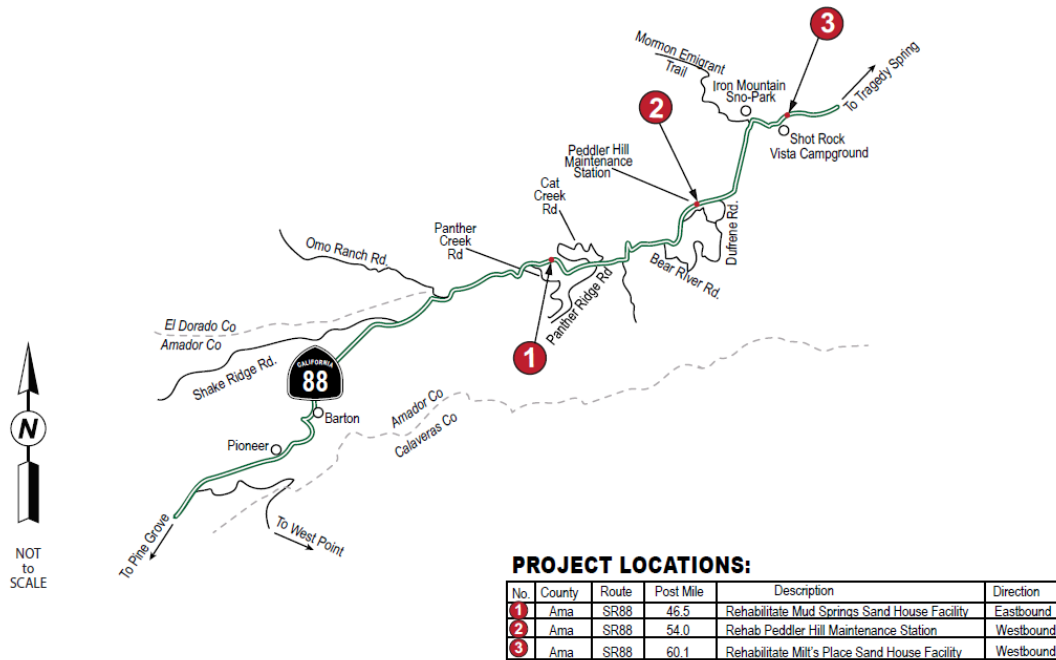 3
Mormon Emigrant
Trail
Iron Mountain
Sno-Park
To Tragedy Spring
2
Shot Rock
Vista Campground
Peddler Hill
Maintenance
Station
Cat
Creek
Rd.
Panther
Creek
Rd
Dufrene Rd.
Omo Ranch Rd.
Bear River Rd.
Panther Ridge Rd
El Dorado Co
Amador Co
1
Shake Ridge Rd.
CALIFORNIA
88
Barton
Amador Co
Calaveras Co
Pioneer
N
To Pine Grove
To West Point
NOT
to
SCALE
PROJECT LOCATIONS:
No. County Route Post Mile Description Direction
1 Ama SR88 46.5 Rehabilitate Mud Springs Sand House Facility Eastbound
2 Ama SR88 54.0 Rehab Peddler Hill Maintenance Station Westbound
3 Ama SR88 60.1 Rehabilitate Milt's Place Sand House Facility Westbound